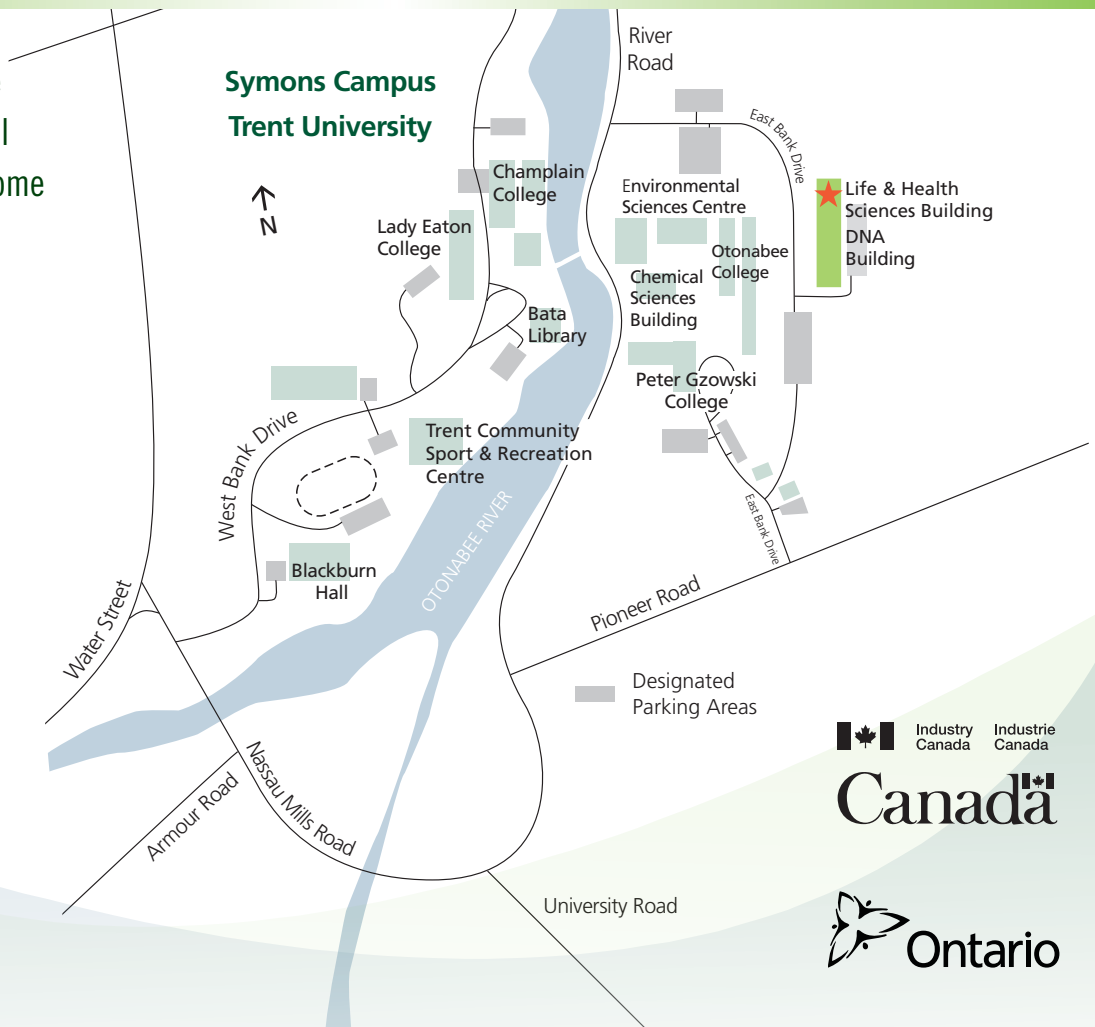 ome
Symons Campus
Trent University
N
River
Road
East Bank Drive
Champlain
College
Lady Eaton
College
Environmental
Sciences Centre
Life & Health
Sciences Building
DNA
Building
Otonabee
College
Chemical
Sciences
Building
Bata
Library
Peter Gzowski
College
West Bank Drive
Trent Community
Sport & Recreation
Centre
OTONABEE RIVER
East Bank Drive
Blackburn
Hall
Water Street
Pioneer Road
Designated
Parking Areas
Nassau Mills Road
Armour Road
University Road
Industry
Canada
Industrie
Canada
Canada
Ontario